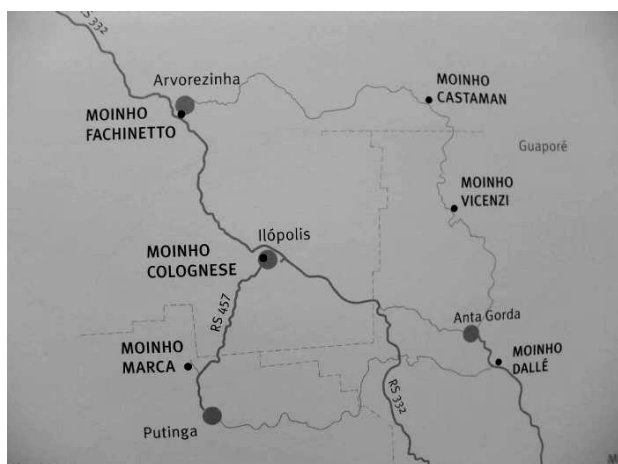 RS 332
Arvorezinha
MOINHO
FACHINETTO
MOINHO
CASTAMAN
Guaporé
MOINHO
VICENZI
Ilópolis
MOINHO
COLOGNESE
RS 457
Anta Gorda
MOINHO
MARCA
MOINHO
DALLÉ
RS 332
Putinga
M